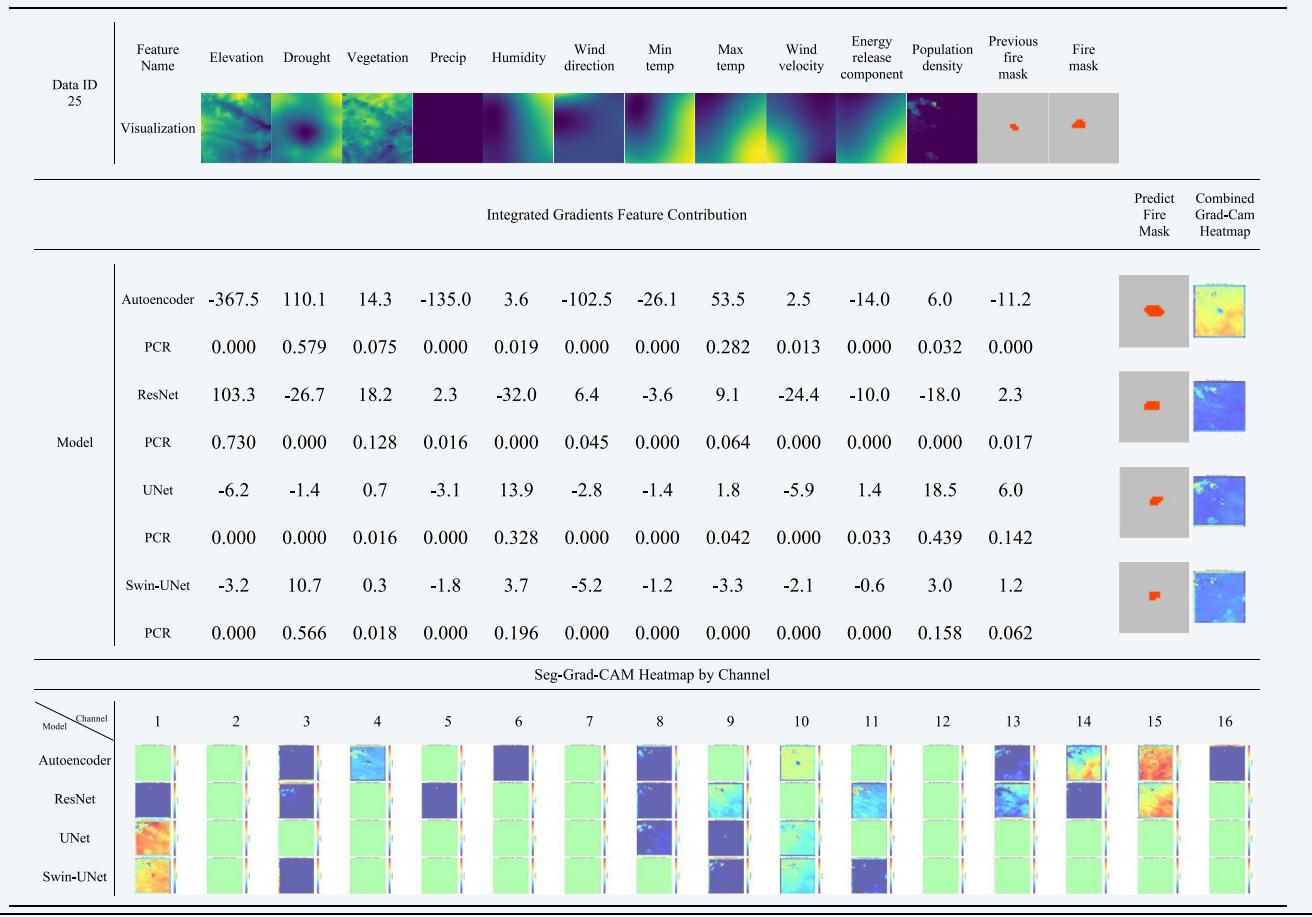 Data ID
25
Feature Name Elevation Drought Vegetation Precip Humidity Wind direction Min temp Max temp Wind velocity Energy release component Population density Previous fire mask Fire mask
Visualization
Integrated Gradients Feature Contribution
Predict Fire Mask
Combined Grad-Cam Heatmap
Model
Autoencoder -367.5 110.1 14.3 -135.0 3.6 -102.5 -26.1 53.5 2.5 -14.0 6.0 -11.2
PCR 0.000 0.579 0.075 0.000 0.019 0.000 0.000 0.282 0.013 0.000 0.032 0.000
ResNet 103.3 -26.7 18.2 2.3 -32.0 6.4 -3.6 9.1 -24.4 -10.0 -18.0 2.3
PCR 0.730 0.000 0.128 0.016 0.000 0.045 0.000 0.064 0.000 0.000 0.000 0.017
UNet -6.2 -1.4 0.7 -3.1 13.9 -2.8 -1.4 1.8 -5.9 1.4 18.5 6.0
PCR 0.000 0.000 0.016 0.000 0.328 0.000 0.000 0.042 0.000 0.033 0.439 0.142
Swin-UNet -3.2 10.7 0.3 -1.8 3.7 -5.2 -1.2 -3.3 -2.1 -0.6 3.0 1.2
PCR 0.000 0.566 0.018 0.000 0.196 0.000 0.000 0.000 0.000 0.000 0.158 0.062
Seg-Grad-CAM Heatmap by Channel
Model Channel 1 2 3 4 5 6 7 8 9 10 11 12 13 14 15 16
Autoencoder
ResNet
UNet
Swin-UNet